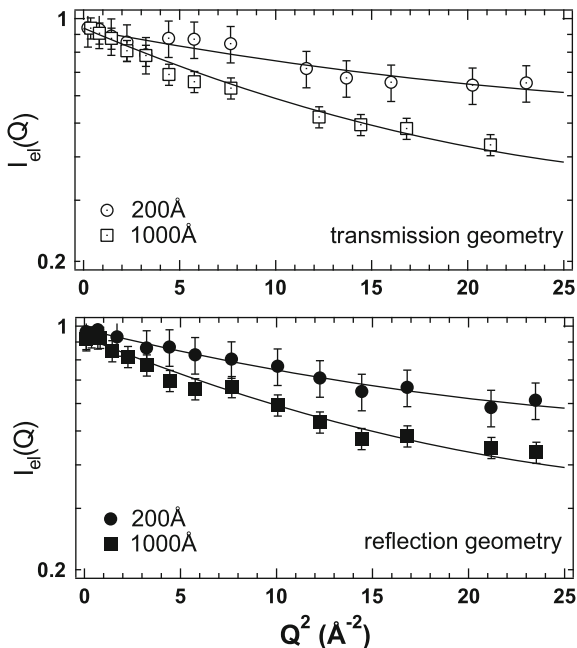 1
I_el(Q)
200Å
1000Å
transmission geometry
0.2
0 5 10 15 20 25
1
I_el(Q)
200Å
1000Å
reflection geometry
0.2
0 5 10 15 20 25
Q² (Å⁻²)